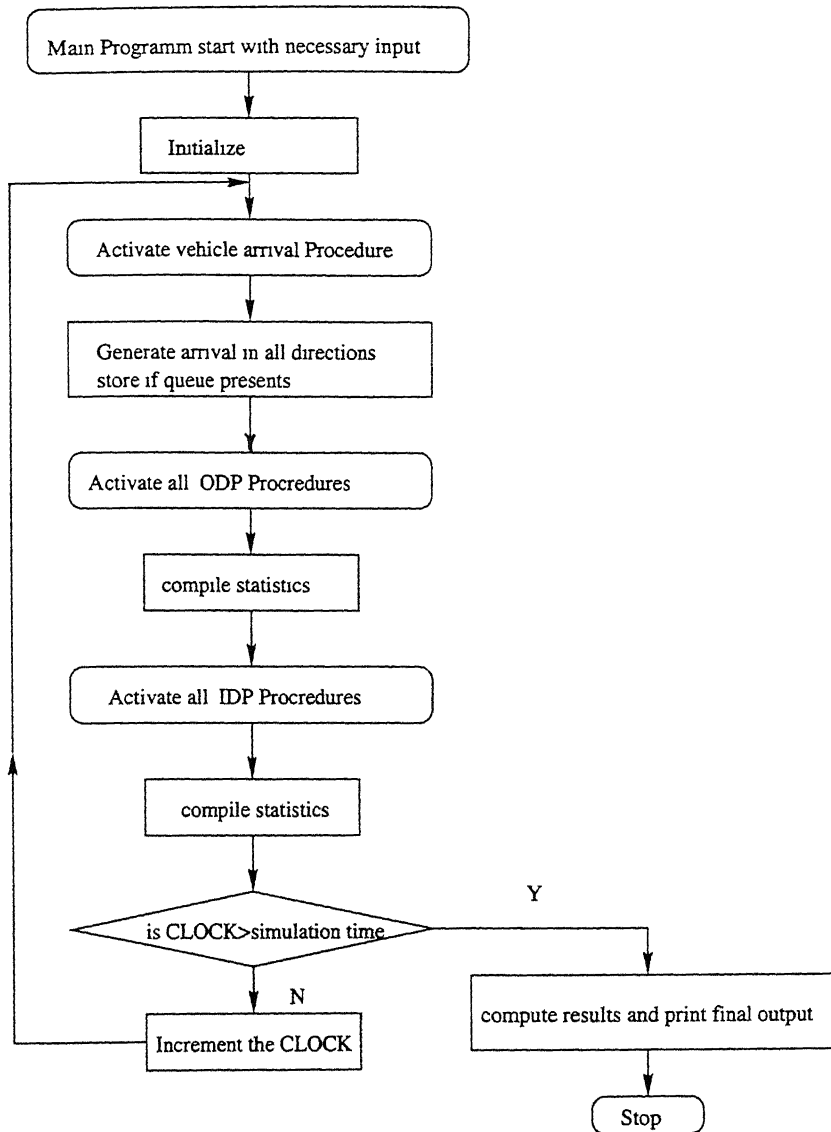 Main Programm start with necessary input
Initialize
Activate vehicle arrival Procedure
Generate arrival in all directions
store if queue presents
Activate all ODP Procredures
compile statistics
Activate all IDP Procredures
compile statistics
is CLOCK>simulation time
Y
N
Increment the CLOCK
compute results and print final output
Stop